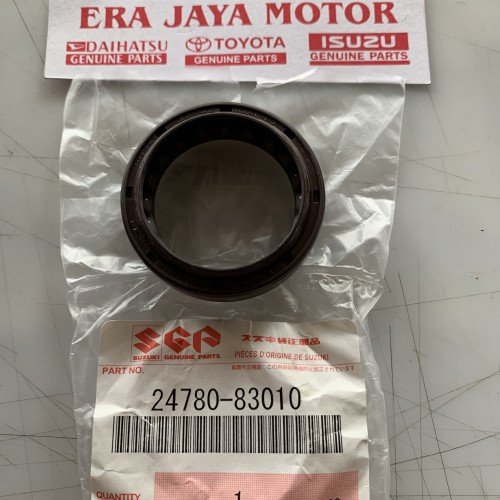 ERA JAYA MOTOR
DAIHATSU TOYOTA ISUZU
GENUINE PARTS GENUINE PARTS GENUINE PARTS
SGP スズキ純正部品
SUZUKI GENUINE PARTS PIÈCES D'ORIGINE DE SUZUKI
PART NO.
24780-83010
QUANTITY 1